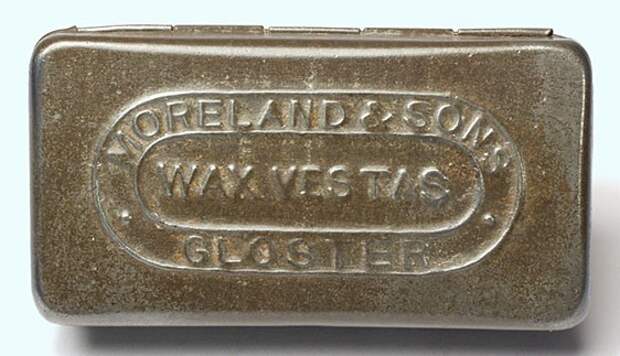 MORELAND & SONS
WAX VESTAS
GLOSTER